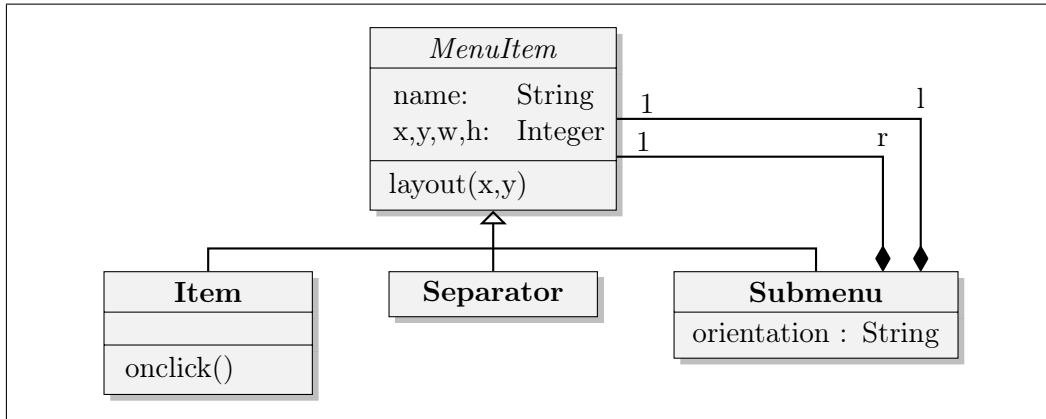 MenuItem
name: String
x,y,w,h: Integer
layout(x,y)
1
l
1
r
Item
onclick()
Separator
Submenu
orientation : String